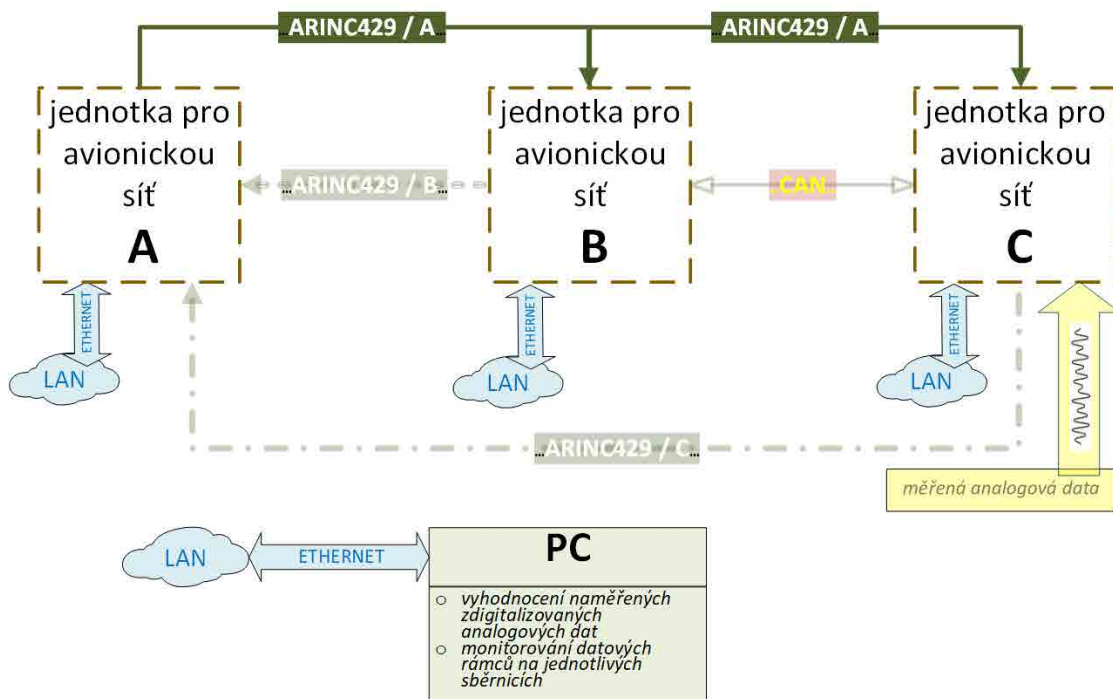 ...ARINC429 / A...
...ARINC429 / A...
jednotka pro
avionickou
síť
A
jednotka pro
avionickou
síť
B
jednotka pro
avionickou
síť
C
...ARINC429 / B...
CAN
ETHERNET
LAN
ETHERNET
LAN
ETHERNET
LAN
...ARINC429 / C...
měřená analogová data
LAN
ETHERNET
PC
o vyhodnocení naměřených
zdigitalizovaných
analogových dat
o monitorování datových
rámců na jednotlivých
sběrnicích